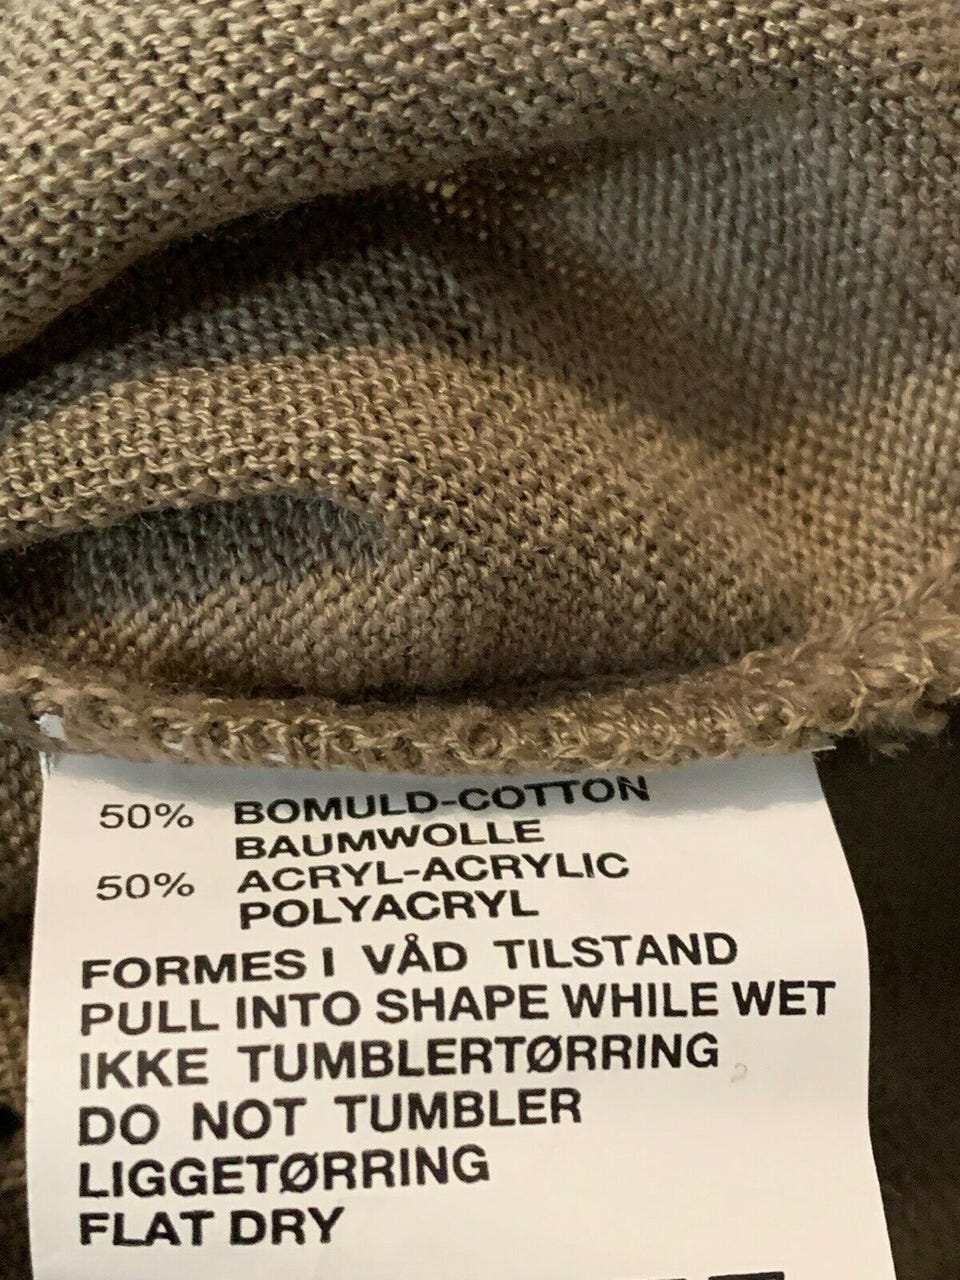 50% BOMULD-COTTON
BAUMWOLLE
50% ACRYL-ACRYLIC
POLYACRYL
FORMES I VÅD TILSTAND
PULL INTO SHAPE WHILE WET
IKKE TUMBLERTØRRING
DO NOT TUMBLER
LIGGETØRRING
FLAT DRY